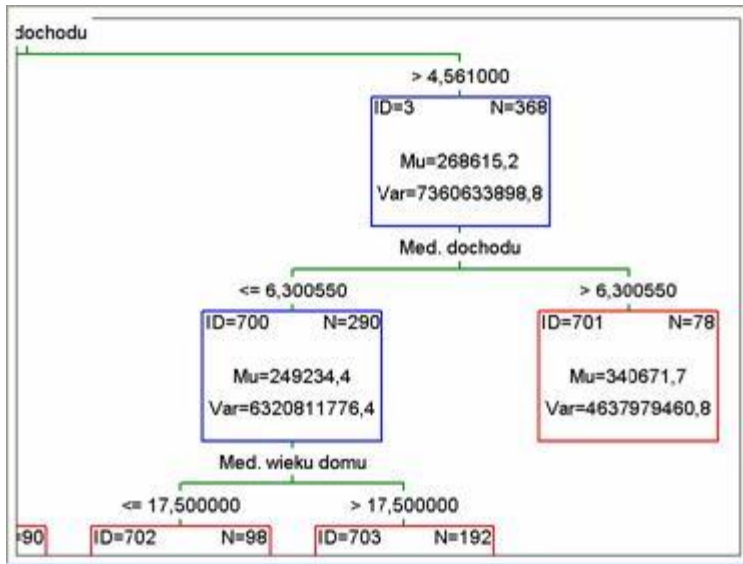 dochodu
> 4,561000
ID=3 N=368
Mu=268615,2
Var=7360633898,8
Med. dochodu
<= 6,300550 > 6,300550
ID=700 N=290 ID=701 N=78
Mu=249234,4 Mu=340671,7
Var=6320811776,4 Var=4637979460,8
Med. wieku domu
<= 17,500000 > 17,500000
=90 ID=702 N=98 ID=703 N=192